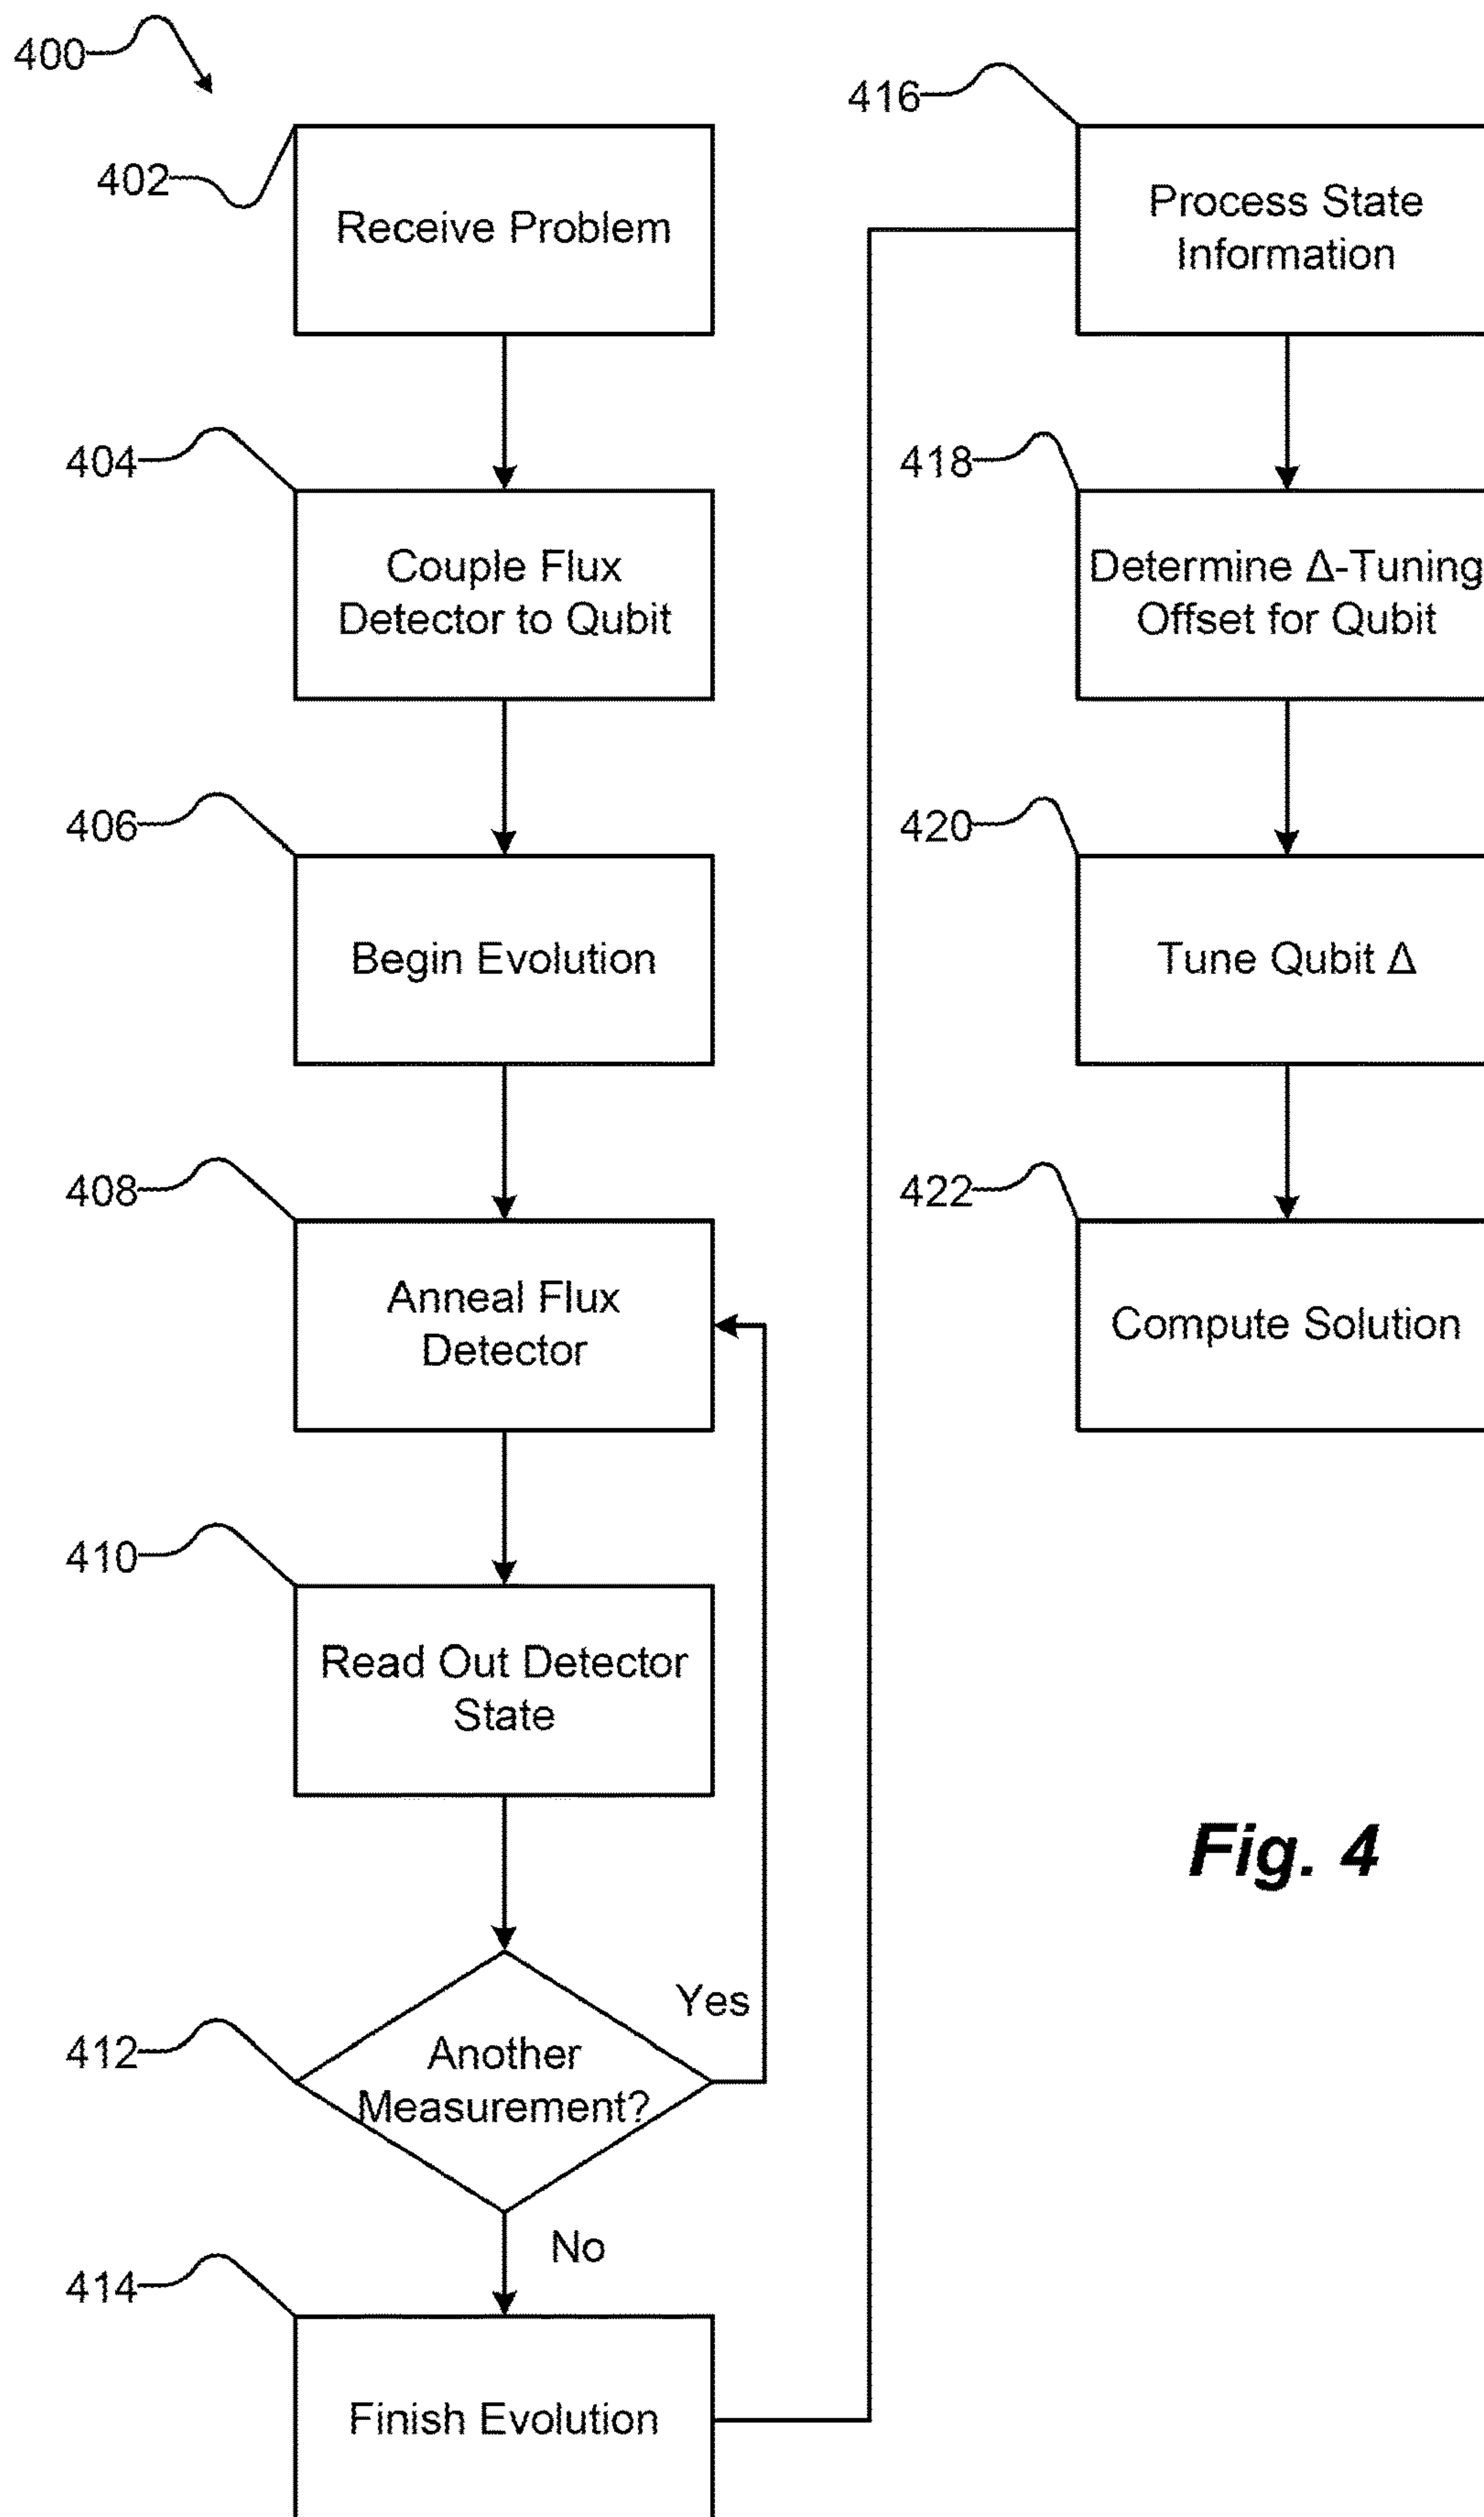 400
402
Receive Problem
404
Couple Flux
Detector to Qubit
406
Begin Evolution
408
Anneal Flux
Detector
410
Read Out Detector
State
412
Another
Measurement?
Yes
No
414
Finish Evolution
416
Process State
Information
418
Determine Δ-Tuning
Offset for Qubit
420
Tune Qubit Δ
422
Compute Solution
Fig. 4